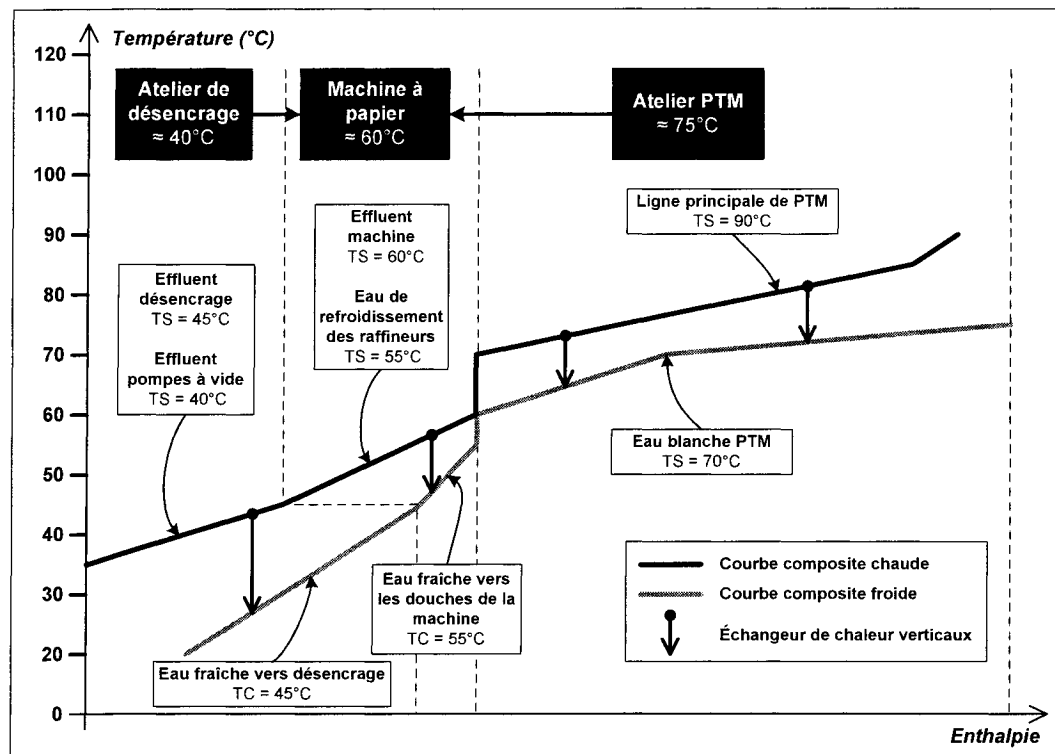 Température (°C)
120
110
100
90
80
70
60
50
40
30
20
0
Atelier de
désencrage
≈ 40°C
Machine à
papier
≈ 60°C
Atelier PTM
≈ 75°C
Ligne principale de PTM
TS = 90°C
Effluent
machine
TS = 60°C
Eau de
refroidissement
des raffineurs
TS = 55°C
Effluent
désencrage
TS = 45°C
Effluent
pompes à vide
TS = 40°C
Eau blanche PTM
TS = 70°C
Eau fraîche vers
les douches de la
machine
TC = 55°C
Eau fraîche vers désencrage
TC = 45°C
Courbe composite chaude
Courbe composite froide
Échangeur de chaleur verticaux
Enthalpie